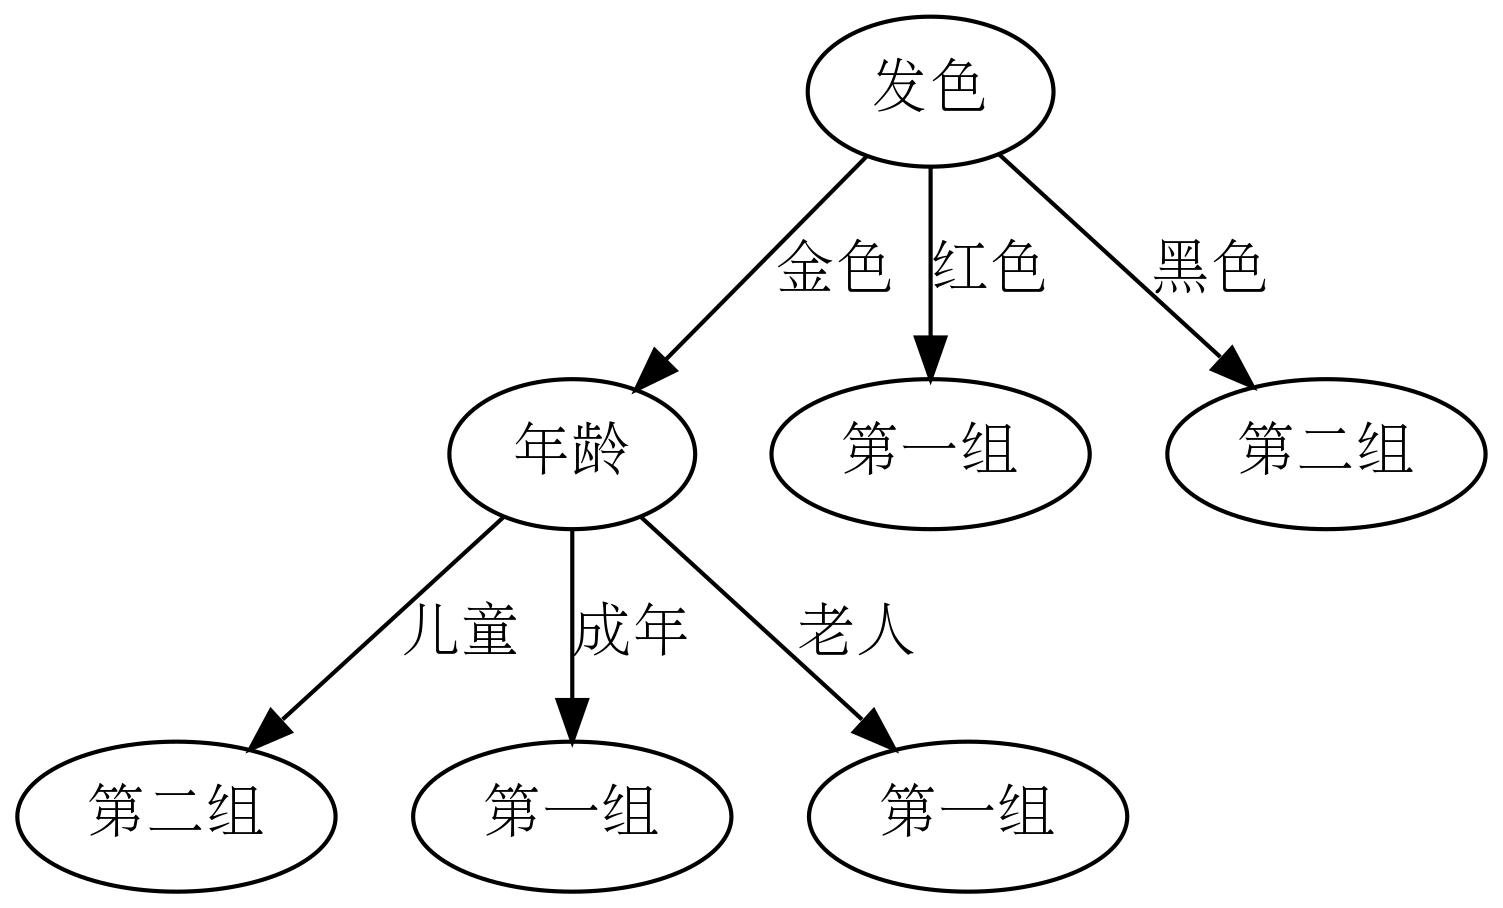 发色
金色
红色
黑色
年龄
第一组
第二组
儿童
成年
老人
第二组
第一组
第一组